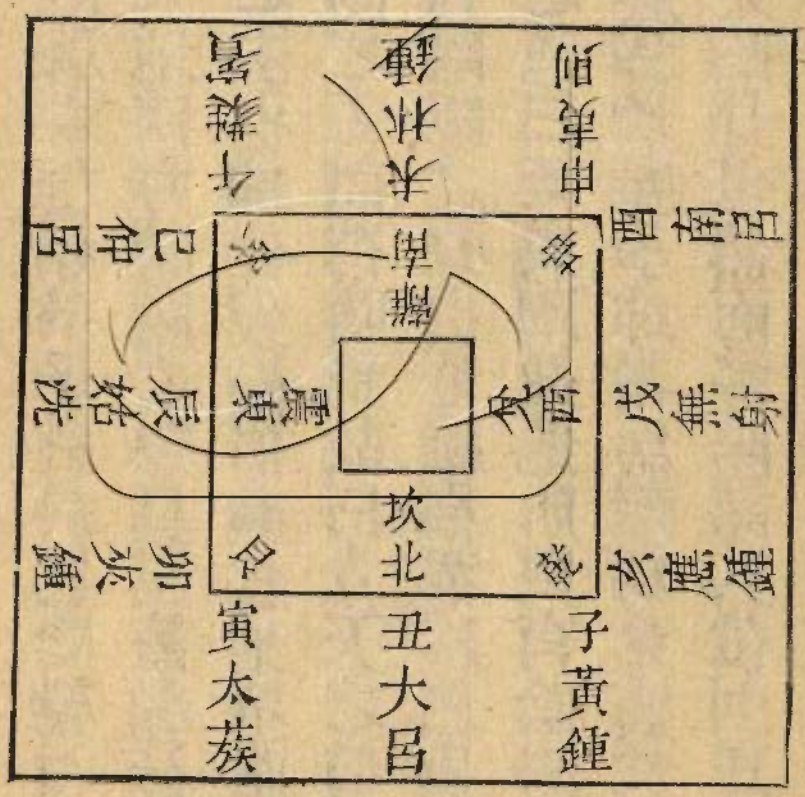 午蕤賓
未林鍾
申夷則
酉南呂
戌無射
亥應鍾
子黃鍾
丑大呂
寅太蔟
卯夾鍾
辰姑洗
巳仲呂
離南
兌西
坎北
艮
震東